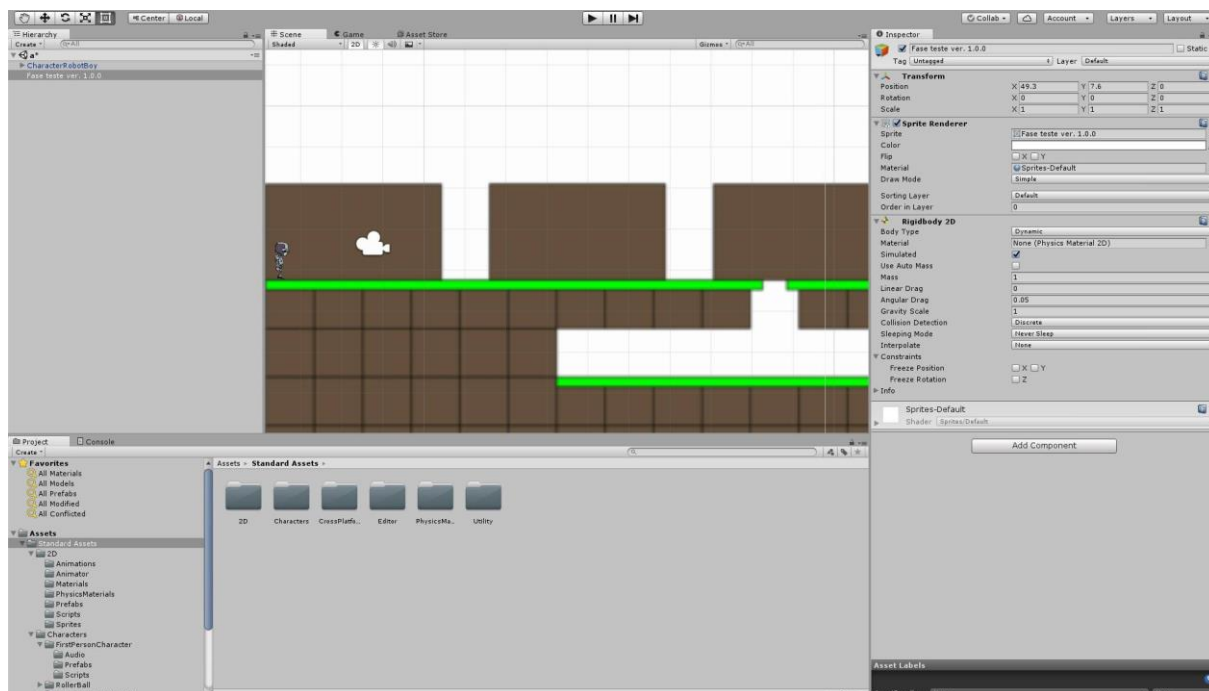 Center Local
Collab Account Layers Layout
Hierarchy
Create All
a*
CharacterRobotBoy
Fase teste ver. 1.0.0
Scene Game Asset Store
Shaded 2D Gizmos All
Inspector
Fase teste ver. 1.0.0 Static
Tag Untagged Layer Default
Transform
Position X 49.3 Y 7.6 Z 0
Rotation X 0 Y 0 Z 0
Scale X 1 Y 1 Z 1
Sprite Renderer
Sprite Fase teste ver. 1.0.0
Color
Flip X Y
Material Sprites-Default
Draw Mode Simple
Sorting Layer Default
Order in Layer 0
Rigidbody 2D
Body Type Dynamic
Material None (Physics Material 2D)
Simulated
Use Auto Mass
Mass 1
Linear Drag 0
Angular Drag 0.05
Gravity Scale 1
Collision Detection Discrete
Sleeping Mode Never Sleep
Interpolate None
Constraints
Freeze Position X Y
Freeze Rotation Z
Info
Sprites-Default
Shader Sprites/Default
Add Component
Asset Labels
Project Console
Create
Favorites
All Materials
All Models
All Prefabs
All Modified
All Conflicted
Assets
Standard Assets
2D
Animations
Animator
Materials
PhysicsMaterials
Prefabs
Scripts
Sprites
Characters
FirstPersonCharacter
Audio
Prefabs
Scripts
RollerBall
Assets Standard Assets
2D Characters CrossPlatfo... Editor PhysicsMa... Utility